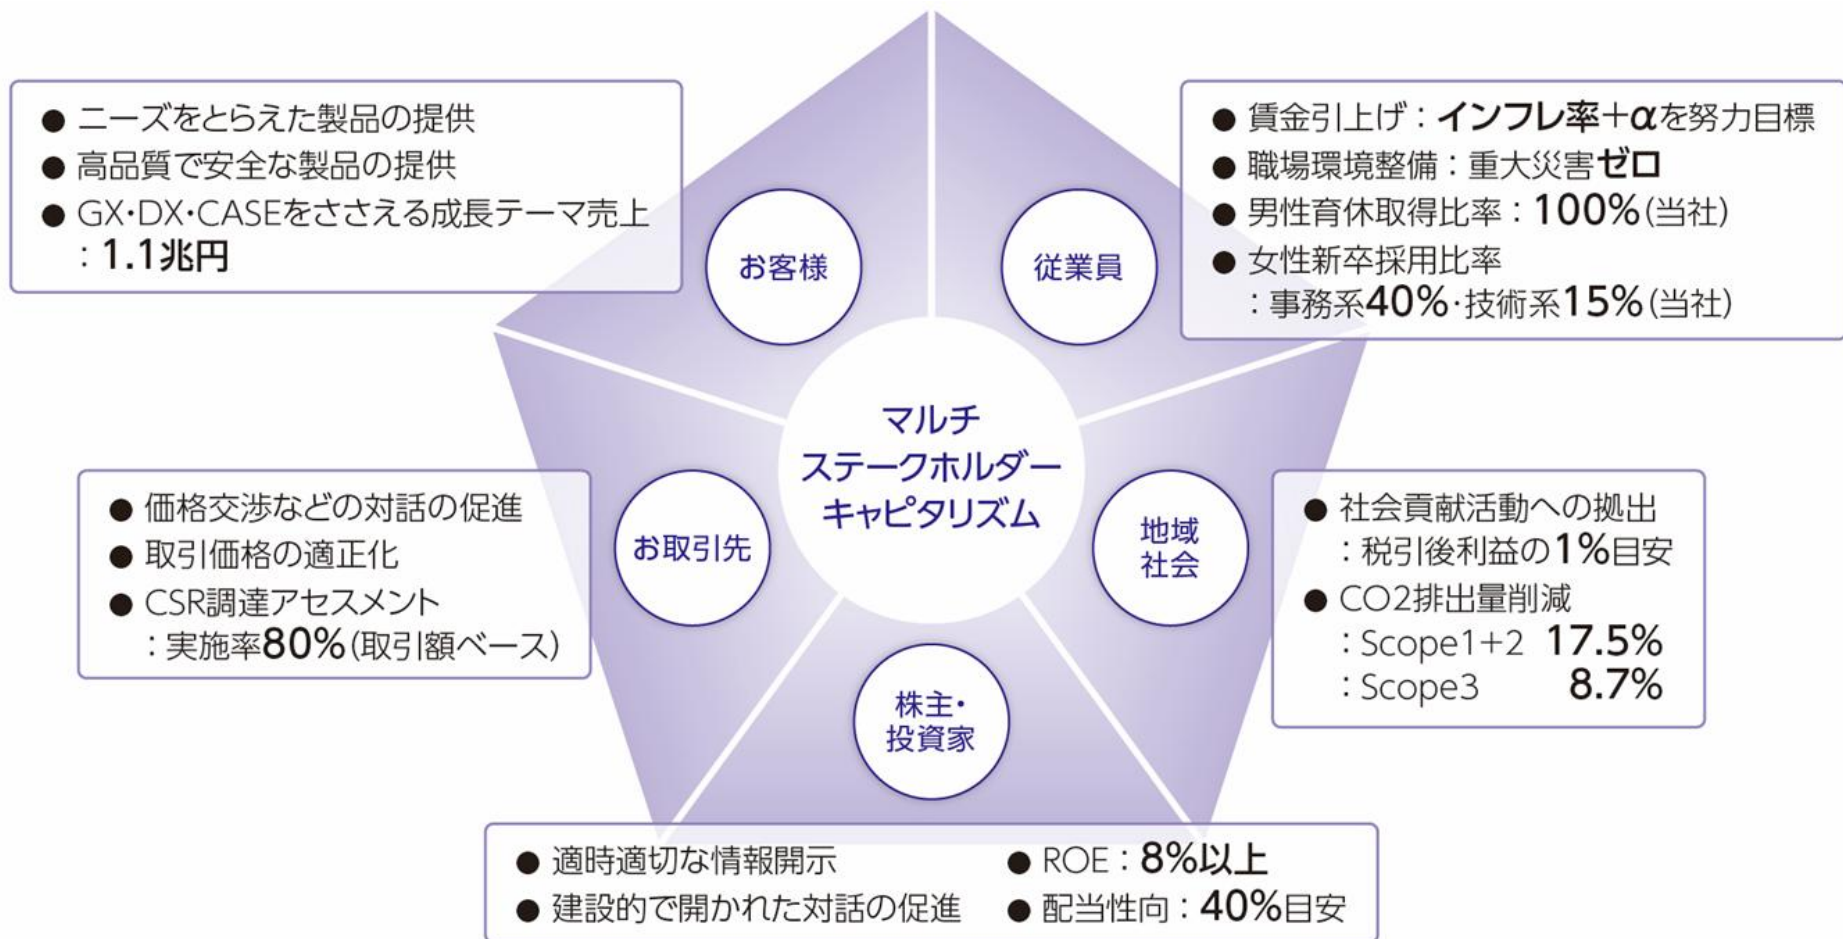 ● ニーズをとらえた製品の提供
● 高品質で安全な製品の提供
● GX・DX・CASEをささえる成長テーマ売上
：1.1兆円
お客様
● 賃金引上げ：インフレ率＋αを努力目標
● 職場環境整備：重大災害ゼロ
● 男性育休取得比率：100%(当社)
● 女性新卒採用比率
：事務系40%・技術系15%(当社)
従業員
マルチ
ステークホルダー
キャピタリズム
● 価格交渉などの対話の促進
● 取引価格の適正化
● CSR調達アセスメント
：実施率80%(取引額ベース)
お取引先
地域
社会
● 社会貢献活動への拠出
：税引後利益の1%目安
● CO2排出量削減
：Scope1+2 17.5%
：Scope3 8.7%
株主・
投資家
● 適時適切な情報開示
● 建設的で開かれた対話の促進
● ROE：8%以上
● 配当性向：40%目安